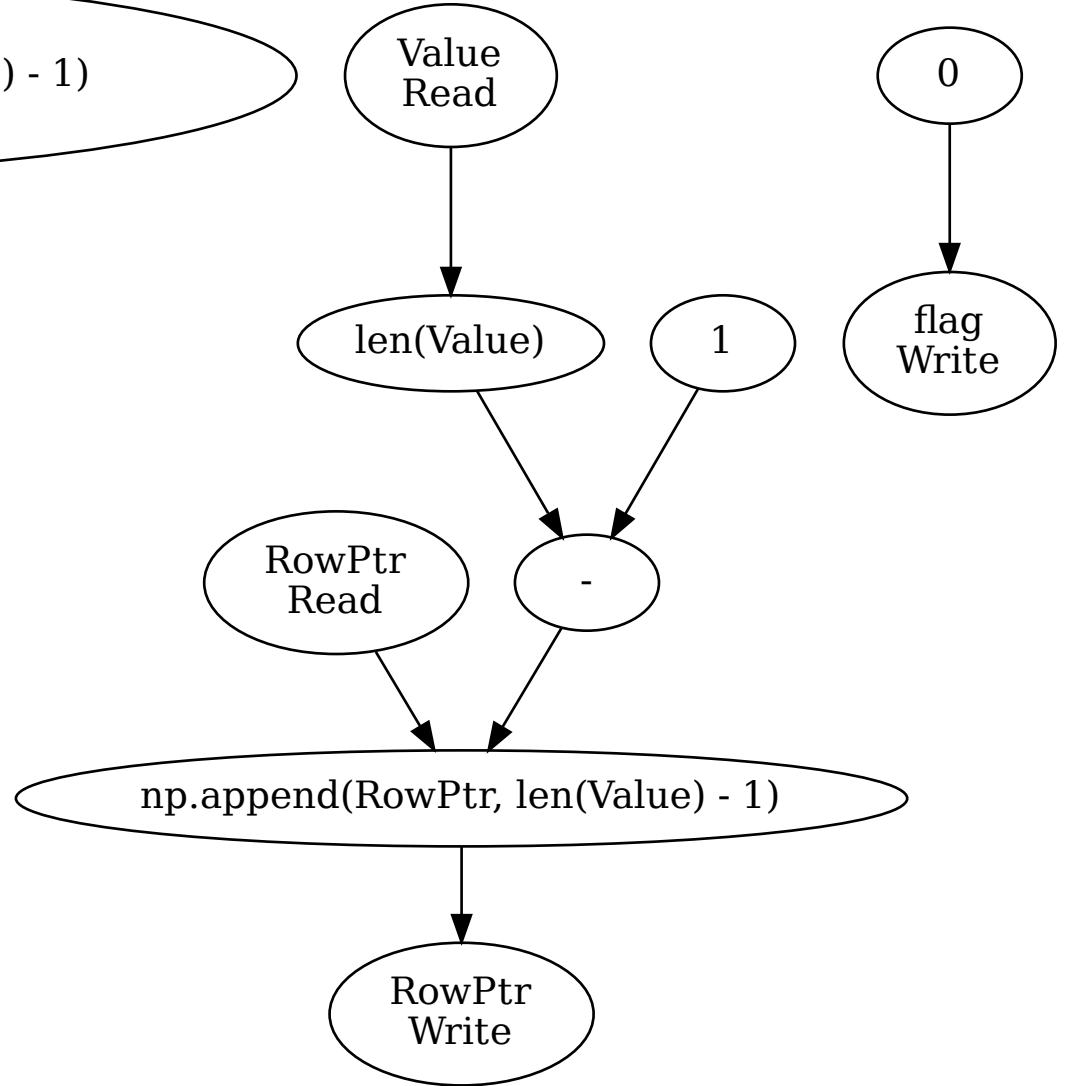 ) - 1)
Value
Read
0
len(Value)
1
flag
Write
RowPtr
Read
-
np.append(RowPtr, len(Value) - 1)
RowPtr
Write